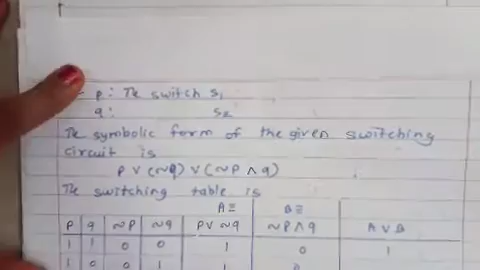 p: The switch S1
q: S2
The symbolic form of the given switching
circuit is
p ∨ (~q) ∨ (~p ∧ q)
The switching table is
A ≡ B ≡
p q ~p ~q p∨~q ~p∧q A∨B
1 1 0 0 1 0 1
1 0 0 1 1 0